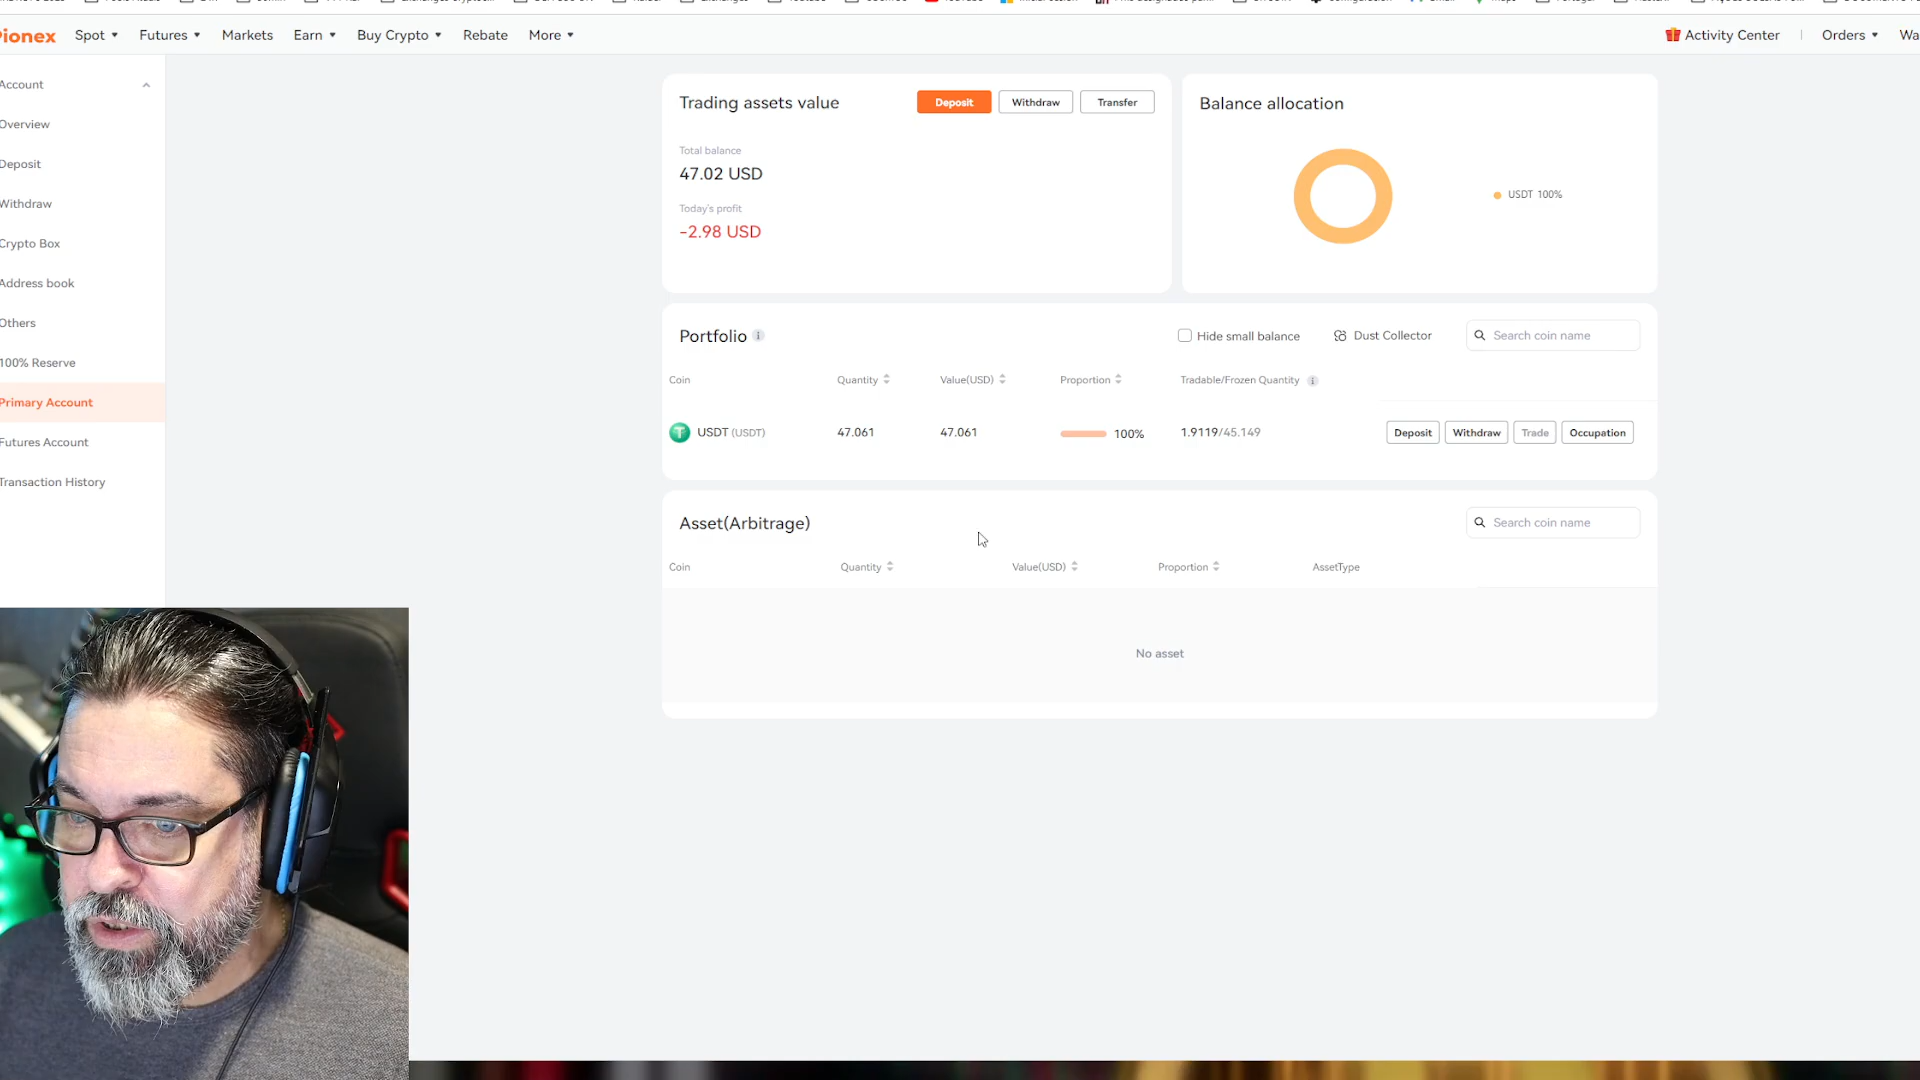 Pionex Spot Futures Markets Earn Buy Crypto Rebate More Activity Center Orders
Account
Overview
Deposit
Withdraw
Crypto Box
Address book
Others
100% Reserve
Primary Account
Futures Account
Transaction History
Trading assets value Deposit Withdraw Transfer
Total balance
47.02 USD
Today's profit
-2.98 USD
Balance allocation
USDT 100%
Portfolio Hide small balance Dust Collector Search coin name
Coin Quantity Value(USD) Proportion Tradable/Frozen Quantity
USDT (USDT) 47.061 47.061 100% 1.9119/45.149 Deposit Withdraw Trade Occupation
Asset(Arbitrage) Search coin name
Coin Quantity Value(USD) Proportion AssetType
No asset